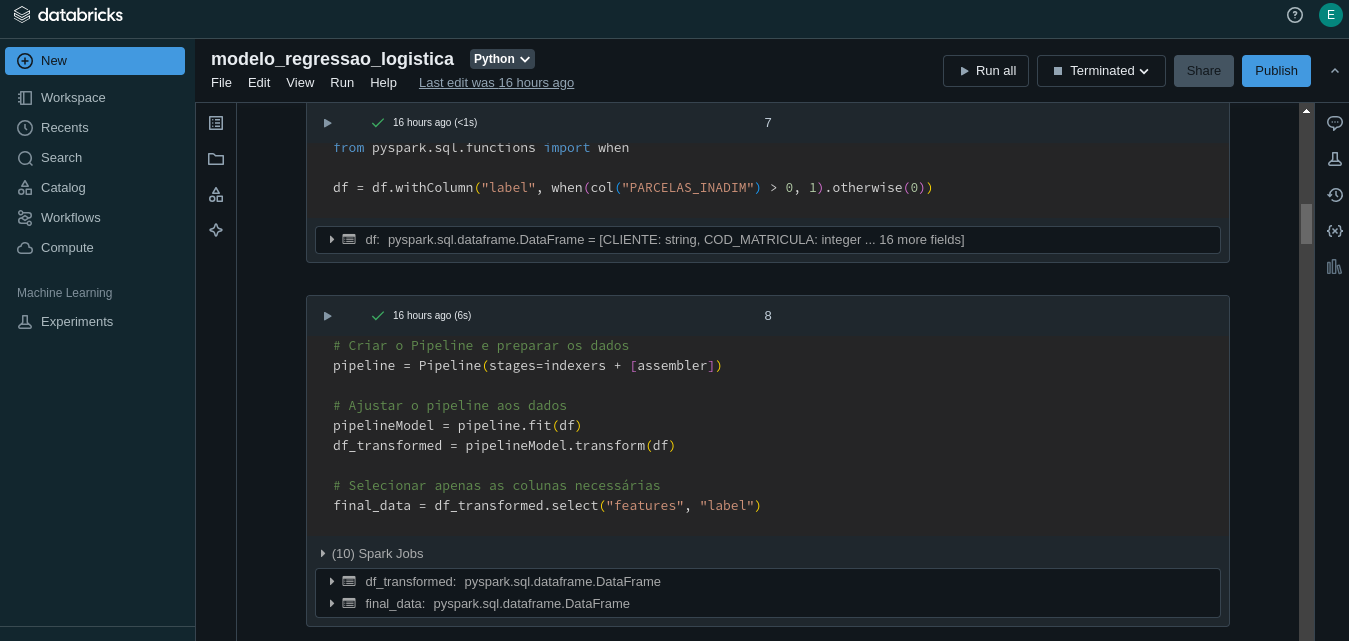 databricks
E
New
Workspace
Recents
Search
Catalog
Workflows
Compute
Machine Learning
Experiments
modelo_regressao_logistica Python
File Edit View Run Help Last edit was 16 hours ago
Run all Terminated Share Publish
16 hours ago (<1s) 7
from pyspark.sql.functions import when
df = df.withColumn("label", when(col("PARCELAS_INADIM") > 0, 1).otherwise(0))
df: pyspark.sql.dataframe.DataFrame = [CLIENTE: string, COD_MATRICULA: integer ... 16 more fields]
16 hours ago (6s) 8
# Criar o Pipeline e preparar os dados
pipeline = Pipeline(stages=indexers + [assembler])
# Ajustar o pipeline aos dados
pipelineModel = pipeline.fit(df)
df_transformed = pipelineModel.transform(df)
# Selecionar apenas as colunas necessárias
final_data = df_transformed.select("features", "label")
(10) Spark Jobs
df_transformed: pyspark.sql.dataframe.DataFrame
final_data: pyspark.sql.dataframe.DataFrame